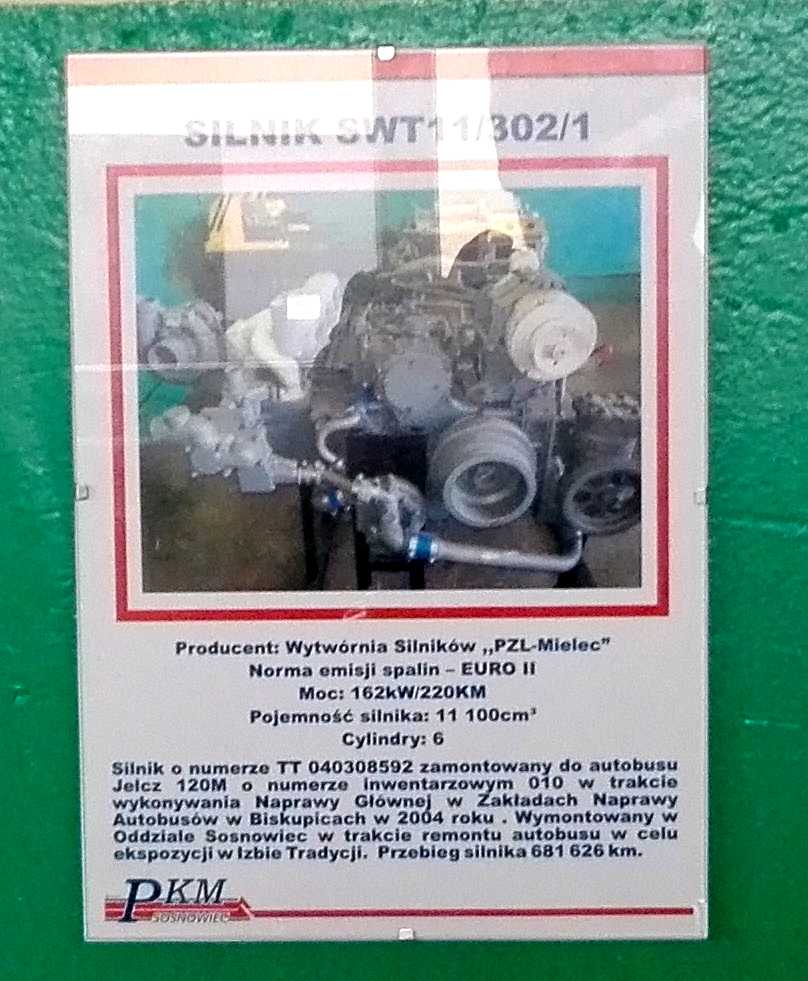 SILNIK SWT11/302/1
Producent: Wytwórnia Silników ,,PZL-Mielec"
Norma emisji spalin – EURO II
Moc: 162kW/220KM
Pojemność silnika: 11 100cm³
Cylindry: 6
Silnik o numerze TT 040308592 zamontowany do autobusu
Jelcz 120M o numerze inwentarzowym 010 w trakcie
wykonywania Naprawy Głównej w Zakładach Naprawy
Autobusów w Biskupicach w 2004 roku . Wymontowany w
Oddziale Sosnowiec w trakcie remontu autobusu w celu
ekspozycji w Izbie Tradycji. Przebieg silnika 681 626 km.
PKM
SOSNOWIEC